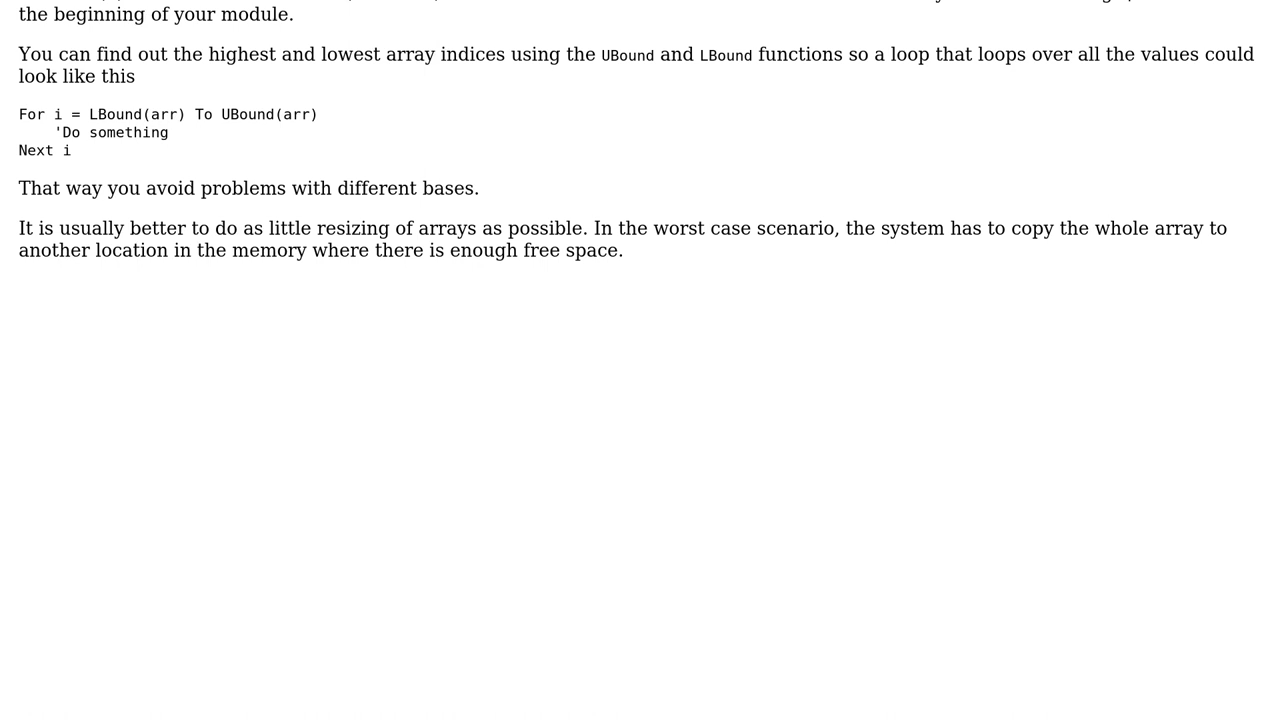 the beginning of your module.
You can find out the highest and lowest array indices using the UBound and LBound functions so a loop that loops over all the values could
look like this
For i = LBound(arr) To UBound(arr)
    'Do something
Next i
That way you avoid problems with different bases.
It is usually better to do as little resizing of arrays as possible. In the worst case scenario, the system has to copy the whole array to
another location in the memory where there is enough free space.